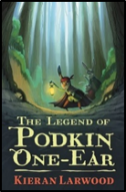 THE LEGEND OF
PODKIN
ONE-EAR
KIERAN LARWOOD